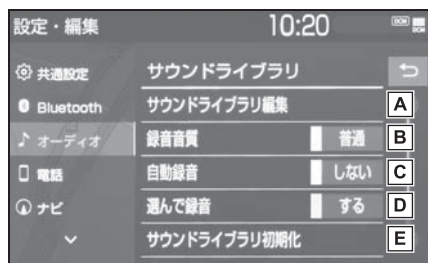 設定・編集 10:20 DCM
共通設定
Bluetooth
オーディオ
電話
ナビ
サウンドライブラリ
サウンドライブラリ編集 A
録音音質 普通 B
自動録音 しない C
選んで録音 する D
サウンドライブラリ初期化 E